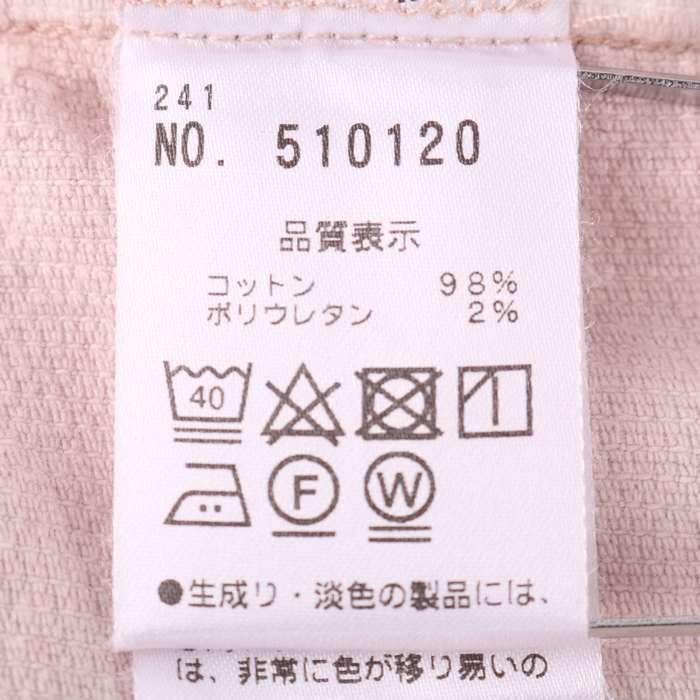 241
NO. 510120
品質表示
コットン 98%
ポリウレタン 2%
40
F W
●生成リ・淡色の製品には、
は、非常に色が移り易いの